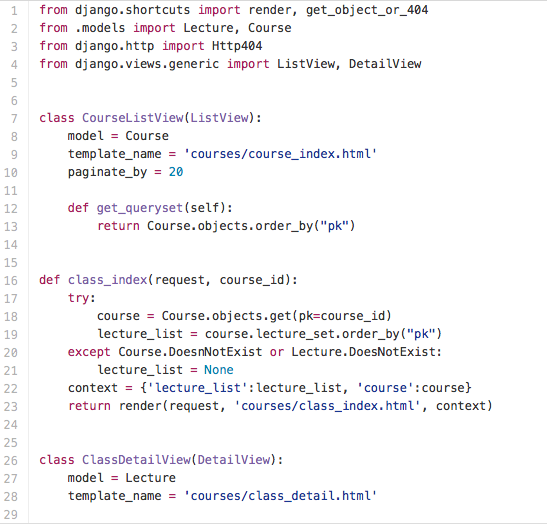 1 from django.shortcuts import render, get_object_or_404
2 from .models import Lecture, Course
3 from django.http import Http404
4 from django.views.generic import ListView, DetailView
5
6
7 class CourseListView(ListView):
8     model = Course
9     template_name = 'courses/course_index.html'
10     paginate_by = 20
11
12     def get_queryset(self):
13         return Course.objects.order_by("pk")
14
15
16 def class_index(request, course_id):
17     try:
18         course = Course.objects.get(pk=course_id)
19         lecture_list = course.lecture_set.order_by("pk")
20     except Course.DoesnNotExist or Lecture.DoesNotExist:
21         lecture_list = None
22     context = {'lecture_list':lecture_list, 'course':course}
23     return render(request, 'courses/class_index.html', context)
24
25
26 class ClassDetailView(DetailView):
27     model = Lecture
28     template_name = 'courses/class_detail.html'
29